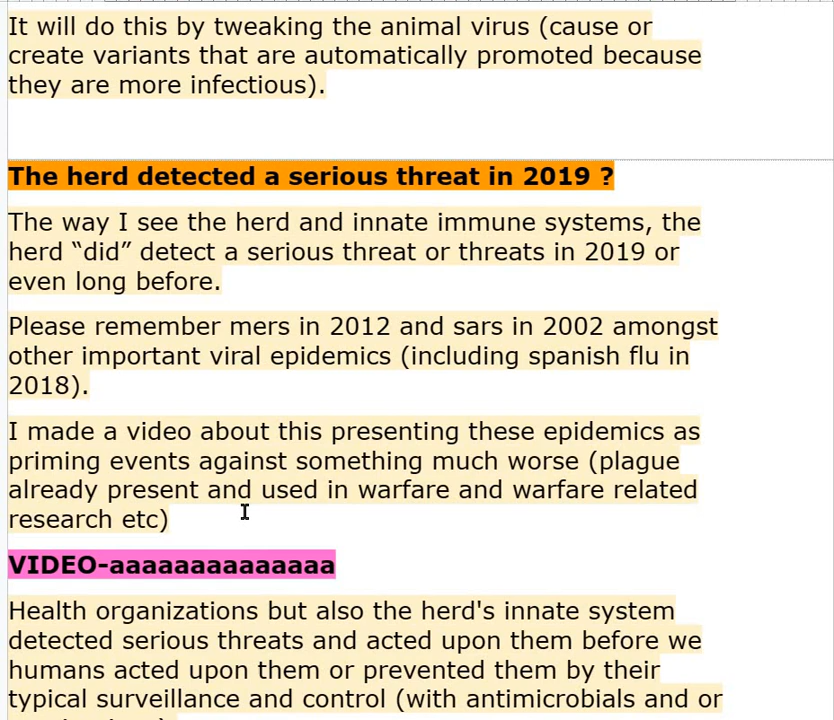 It will do this by tweaking the animal virus (cause or
create variants that are automatically promoted because
they are more infectious).
The herd detected a serious threat in 2019 ?
The way I see the herd and innate immune systems, the
herd “did” detect a serious threat or threats in 2019 or
even long before.
Please remember mers in 2012 and sars in 2002 amongst
other important viral epidemics (including spanish flu in
2018).
I made a video about this presenting these epidemics as
priming events against something much worse (plague
already present and used in warfare and warfare related
research etc)
VIDEO-aaaaaaaaaaaaaa
Health organizations but also the herd's innate system
detected serious threats and acted upon them before we
humans acted upon them or prevented them by their
typical surveillance and control (with antimicrobials and or